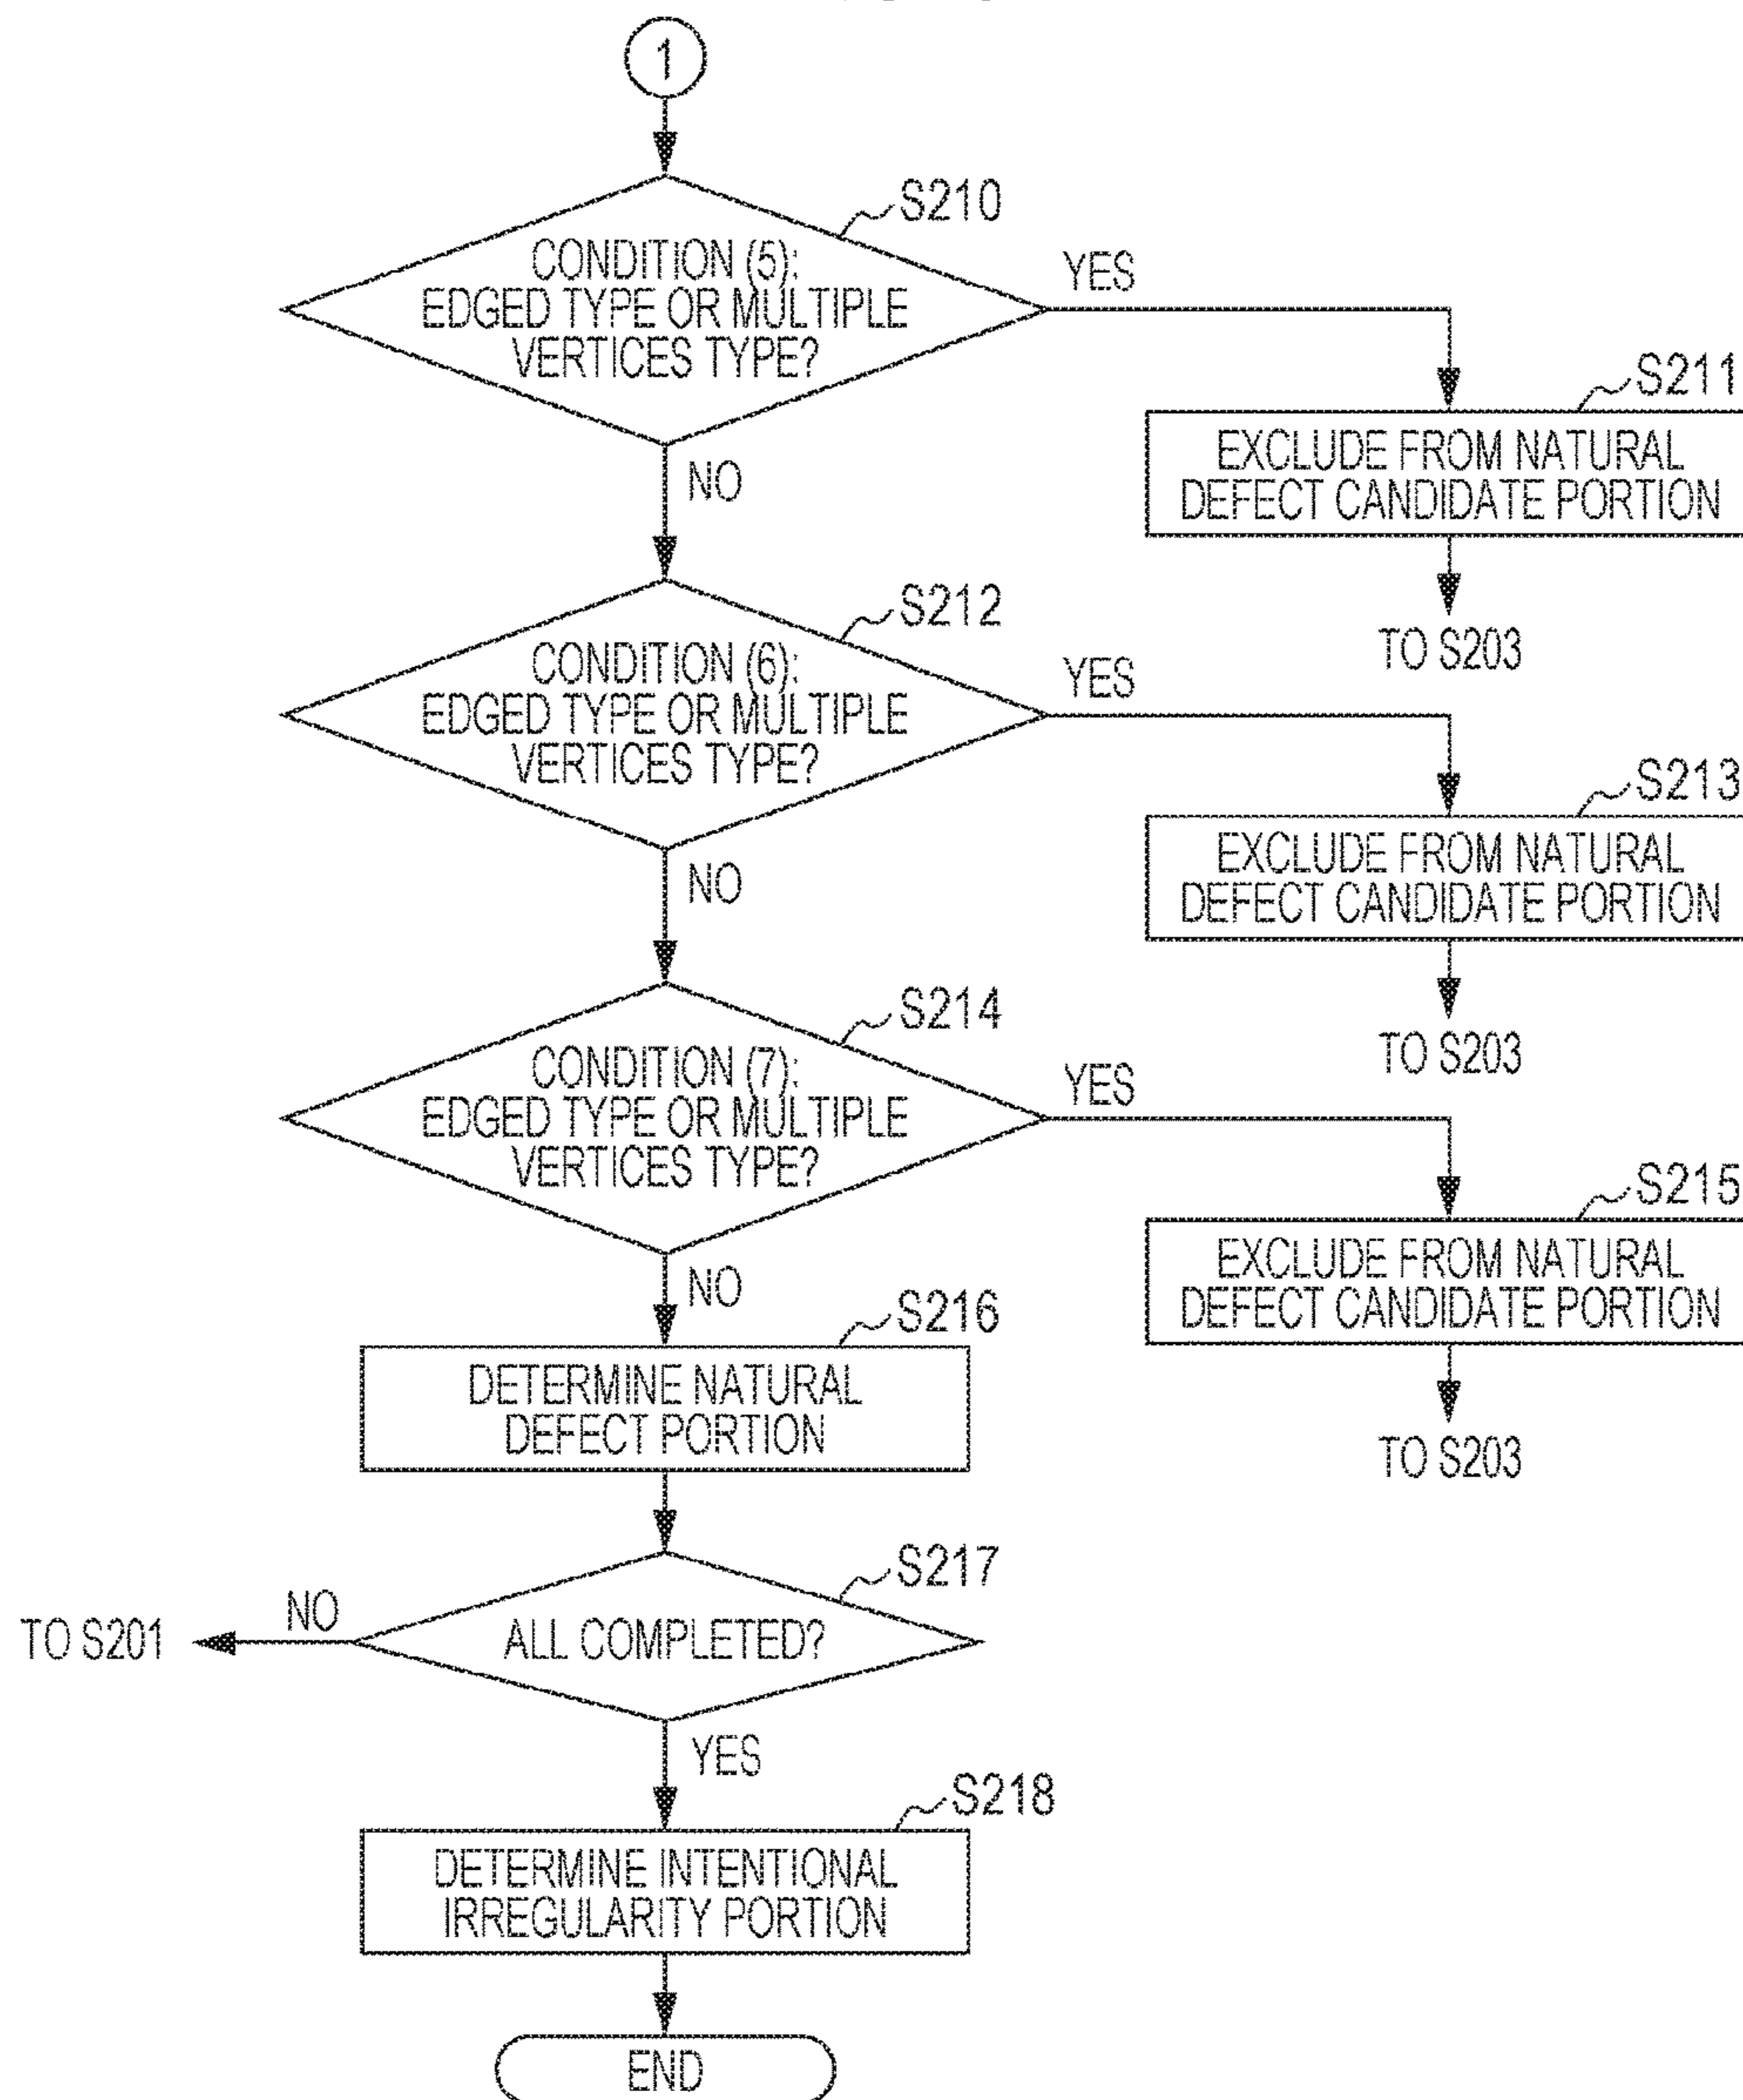 1
S210
CONDITION (5):
EDGED TYPE OR MULTIPLE
VERTICES TYPE?
YES
NO
S211
EXCLUDE FROM NATURAL
DEFECT CANDIDATE PORTION
TO S203
S212
CONDITION (6):
EDGED TYPE OR MULTIPLE
VERTICES TYPE?
YES
NO
S213
EXCLUDE FROM NATURAL
DEFECT CANDIDATE PORTION
TO S203
S214
CONDITION (7):
EDGED TYPE OR MULTIPLE
VERTICES TYPE?
YES
NO
S215
EXCLUDE FROM NATURAL
DEFECT CANDIDATE PORTION
TO S203
S216
DETERMINE NATURAL
DEFECT PORTION
S217
ALL COMPLETED?
NO
TO S201
YES
S218
DETERMINE INTENTIONAL
IRREGULARITY PORTION
END